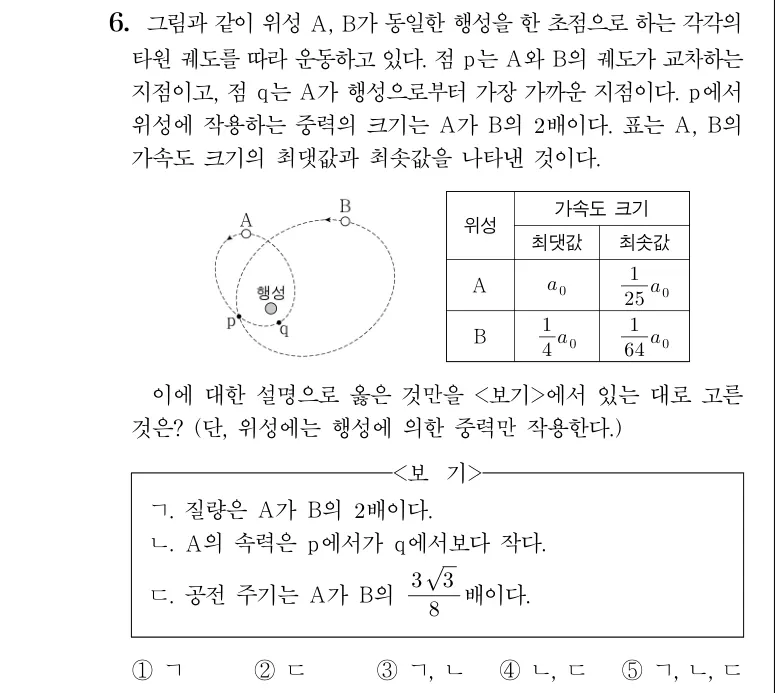 6. 그림과 같이 위성 A, B가 동일한 행성을 한 초점으로 하는 각각의
타원 궤도를 따라 운동하고 있다. 점 p는 A와 B의 궤도가 교차하는
지점이고, 점 q는 A가 행성으로부터 가장 가까운 지점이다. p에서
위성에 작용하는 중력의 크기는 A가 B의 2배이다. 표는 A, B의
가속도 크기의 최댓값과 최솟값을 나타낸 것이다.
A
B
행성
p
q
위성 가속도 크기
최댓값 최솟값
A a₀ 1/25 a₀
B 1/4 a₀ 1/64 a₀
이에 대한 설명으로 옳은 것만을 <보기>에서 있는 대로 고른
것은? (단, 위성에는 행성에 의한 중력만 작용한다.)
<보 기>
ㄱ. 질량은 A가 B의 2배이다.
ㄴ. A의 속력은 p에서가 q에서보다 작다.
ㄷ. 공전 주기는 A가 B의 3√3/8 배이다.
① ㄱ ② ㄷ ③ ㄱ, ㄴ ④ ㄴ, ㄷ ⑤ ㄱ, ㄴ, ㄷ